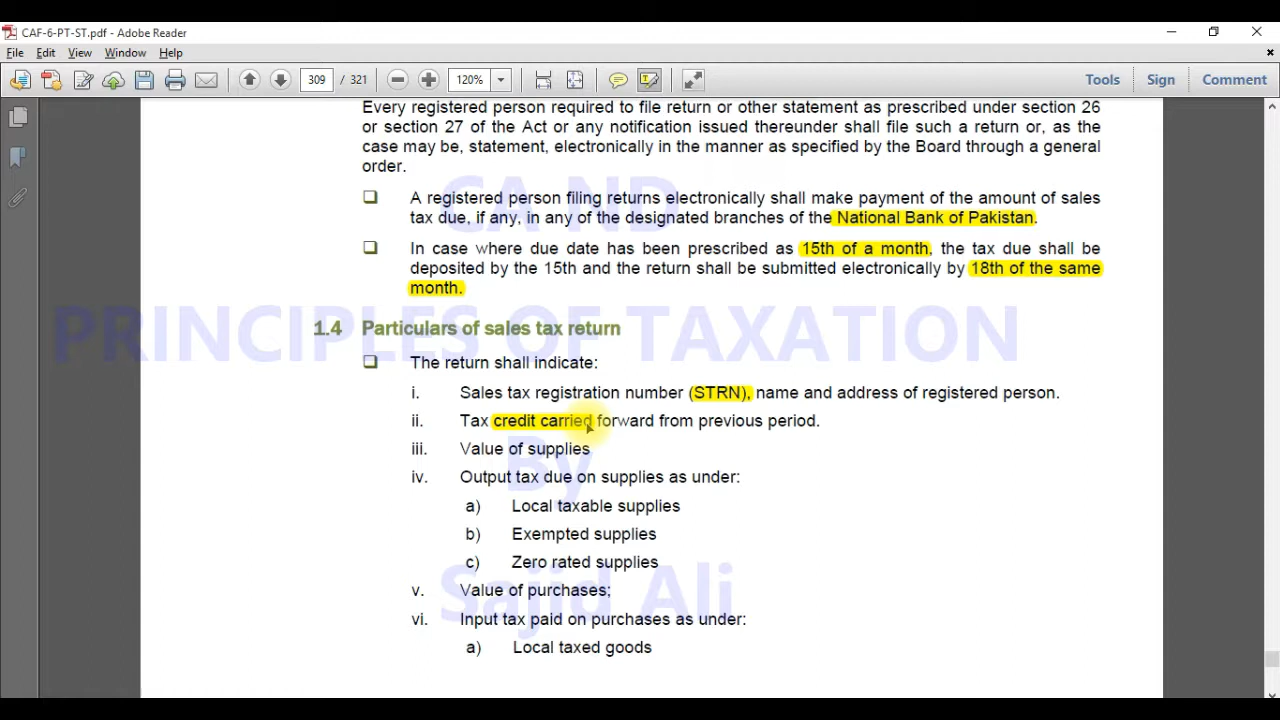 CAF-6-PT-ST.pdf - Adobe Reader
File Edit View Window Help
309 / 321 120% Tools Sign Comment
Every registered person required to file return or other statement as prescribed under section 26
or section 27 of the Act or any notification issued thereunder shall file such a return or, as the
case may be, statement, electronically in the manner as specified by the Board through a general
order.
CA ND
A registered person filing returns electronically shall make payment of the amount of sales
tax due, if any, in any of the designated branches of the National Bank of Pakistan.
In case where due date has been prescribed as 15th of a month, the tax due shall be
deposited by the 15th and the return shall be submitted electronically by 18th of the same
month.
PRINCIPLES OF TAXATION
1.4 Particulars of sales tax return
The return shall indicate:
i. Sales tax registration number (STRN), name and address of registered person.
ii. Tax credit carried forward from previous period.
iii. Value of supplies
By
iv. Output tax due on supplies as under:
a) Local taxable supplies
b) Exempted supplies
c) Zero rated supplies
Sajid Ali
v. Value of purchases;
vi. Input tax paid on purchases as under:
a) Local taxed goods